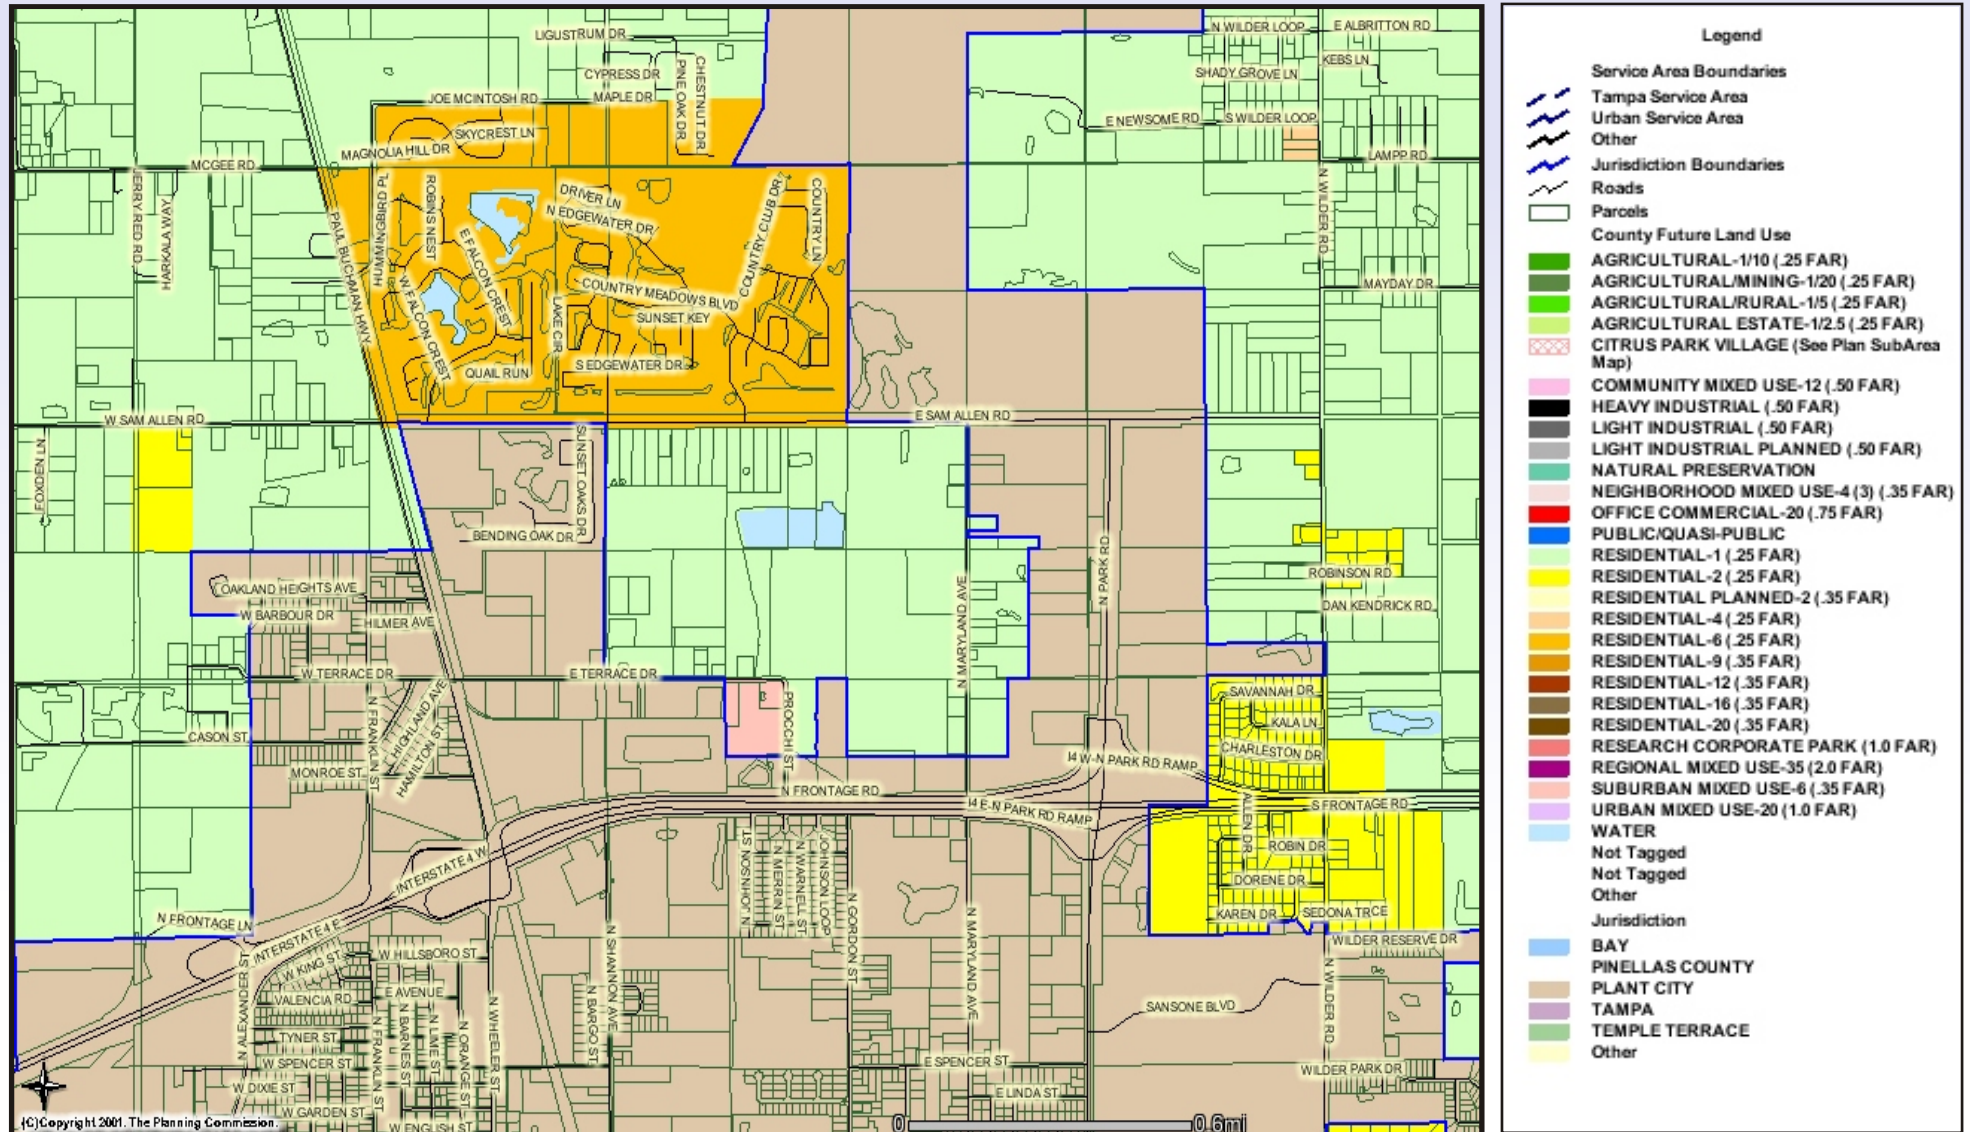 LIGUSTRUM DR
CYPRESS DR
PINE OAK DR
CHESTNUT DR
JOE MCINTOSH RD
MAPLE DR
SKYCREST LN
MAGNOLIA HILL DR
MCGEE RD
N WILDER LOOP
E ALBRITTON RD
KEBS LN
SHADY GROVE LN
E NEWSOME RD
S WILDER LOOP
LAMPP RD
JERRY RED RD
HARKALA WAY
PAUL BUCHMAN HWY
HUMMINGBIRD PL
ROBINS NEST
DRIVER LN
N EDGEWATER DR
E FALCON CREST
W FALCON CREST
COUNTRY CLUB DR
COUNTRY LN
COUNTRY MEADOWS BLVD
LAKE CIR
SUNSET KEY
S EDGEWATER DR
QUAIL RUN
N WILDER RD
MAYDAY DR
W SAM ALLEN RD
E SAM ALLEN RD
FOXDEN LN
SUNSET OAKS DR
BENDING OAK DR
N PARK RD
ROBINSON RD
DAN KENDRICK RD
OAKLAND HEIGHTS AVE
W BARBOUR DR
HILMER AVE
N MARYLAND AVE
W TERRACE DR
E TERRACE DR
N FRANKLIN ST
HIGHLAND AVE
HAMILTON ST
CASON ST
MONROE ST
PROCCHI ST
SAVANNAH DR
KALA LN
CHARLESTON DR
I4 W-N PARK RD RAMP
N FRONTAGE RD
I4 E-N PARK RD RAMP
S FRONTAGE RD
ALLEN DR
ROBIN DR
DORENE DR
KAREN DR
SEDONA TRCE
WILDER RESERVE DR
INTERSTATE 4 W
N JOHNSON ST
N MERRIN ST
N WARNELL ST
JOHNSON LOOP
N GORDON ST
N MARYLAND AVE
N FRONTAGE LN
INTERSTATE 4 E
W KING ST
W HILLSBORO ST
N ALEXANDER ST
VALENCIA RD
E AVENUE
TYNER ST
W SPENCER ST
W DIXIE ST
W GARDEN ST
W ENGLISH ST
N FRANKLIN ST
N BARNES ST
N LIME ST
N ORANGE ST
N WHEELER ST
N BARGO ST
N SHANNON AVE
SANSONE BLVD
N WILDER RD
E SPENCER ST
E LINDA ST
WILDER PARK DR
(C)Copyright 2001. The Planning Commission.
0 0.6mi
Legend
Service Area Boundaries
Tampa Service Area
Urban Service Area
Other
Jurisdiction Boundaries
Roads
Parcels
County Future Land Use
AGRICULTURAL-1/10 (.25 FAR)
AGRICULTURAL/MINING-1/20 (.25 FAR)
AGRICULTURAL/RURAL-1/5 (.25 FAR)
AGRICULTURAL ESTATE-1/2.5 (.25 FAR)
CITRUS PARK VILLAGE (See Plan SubArea
Map)
COMMUNITY MIXED USE-12 (.50 FAR)
HEAVY INDUSTRIAL (.50 FAR)
LIGHT INDUSTRIAL (.50 FAR)
LIGHT INDUSTRIAL PLANNED (.50 FAR)
NATURAL PRESERVATION
NEIGHBORHOOD MIXED USE-4 (3) (.35 FAR)
OFFICE COMMERCIAL-20 (.75 FAR)
PUBLIC/QUASI-PUBLIC
RESIDENTIAL-1 (.25 FAR)
RESIDENTIAL-2 (.25 FAR)
RESIDENTIAL PLANNED-2 (.35 FAR)
RESIDENTIAL-4 (.25 FAR)
RESIDENTIAL-6 (.25 FAR)
RESIDENTIAL-9 (.35 FAR)
RESIDENTIAL-12 (.35 FAR)
RESIDENTIAL-16 (.35 FAR)
RESIDENTIAL-20 (.35 FAR)
RESEARCH CORPORATE PARK (1.0 FAR)
REGIONAL MIXED USE-35 (2.0 FAR)
SUBURBAN MIXED USE-6 (.35 FAR)
URBAN MIXED USE-20 (1.0 FAR)
WATER
Not Tagged
Not Tagged
Other
Jurisdiction
BAY
PINELLAS COUNTY
PLANT CITY
TAMPA
TEMPLE TERRACE
Other